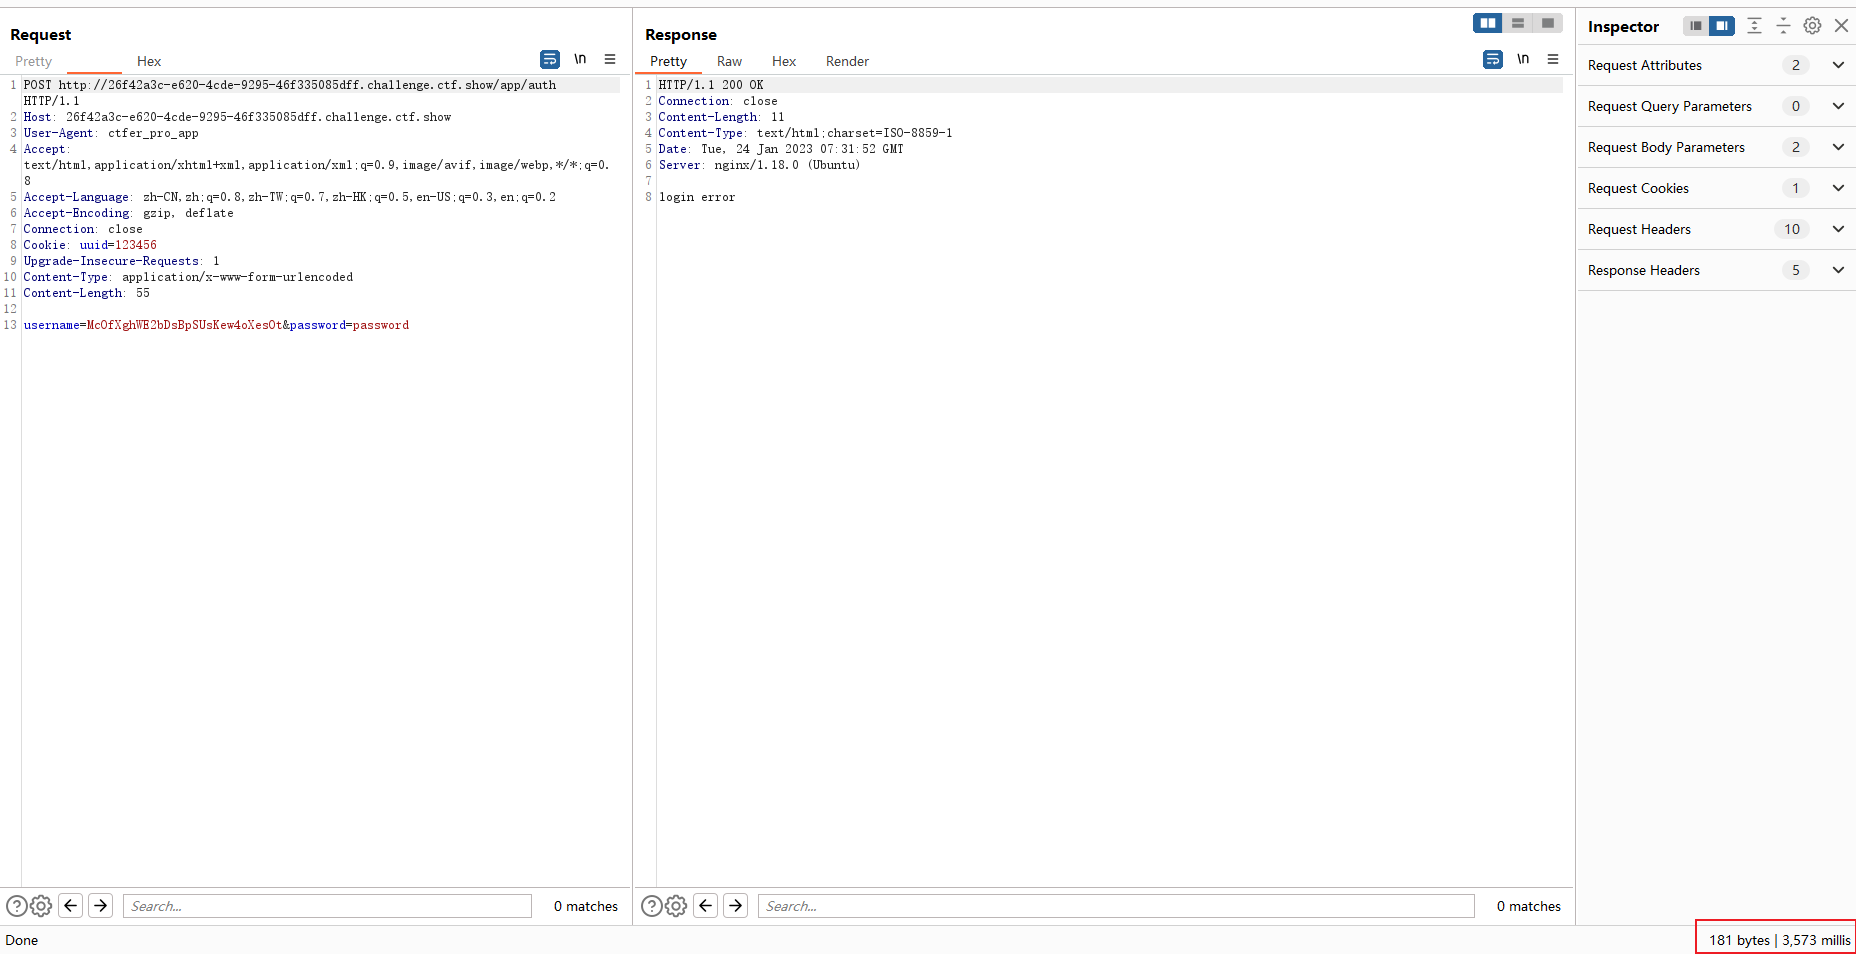 Request
Pretty
Hex
\n
1 POST http://26f42a3c-e620-4cde-9295-46f335085dff.challenge.ctf.show/app/auth
HTTP/1.1
2 Host: 26f42a3c-e620-4cde-9295-46f335085dff.challenge.ctf.show
3 User-Agent: ctfer_pro_app
4 Accept:
text/html,application/xhtml+xml,application/xml;q=0.9,image/avif,image/webp,*/*;q=0.
8
5 Accept-Language: zh-CN,zh;q=0.8,zh-TW;q=0.7,zh-HK;q=0.5,en-US;q=0.3,en;q=0.2
6 Accept-Encoding: gzip, deflate
7 Connection: close
8 Cookie: uuid=123456
9 Upgrade-Insecure-Requests: 1
10 Content-Type: application/x-www-form-urlencoded
11 Content-Length: 55
12
13 username=McOfXghWE2bDsBpSUsKew4oXesOt&password=password
Search...
0 matches
Response
Pretty
Raw
Hex
Render
\n
1 HTTP/1.1 200 OK
2 Connection: close
3 Content-Length: 11
4 Content-Type: text/html;charset=ISO-8859-1
5 Date: Tue, 24 Jan 2023 07:31:52 GMT
6 Server: nginx/1.18.0 (Ubuntu)
7
8 login error
Search...
0 matches
Inspector
Request Attributes 2
Request Query Parameters 0
Request Body Parameters 2
Request Cookies 1
Request Headers 10
Response Headers 5
Done
181 bytes | 3,573 millis